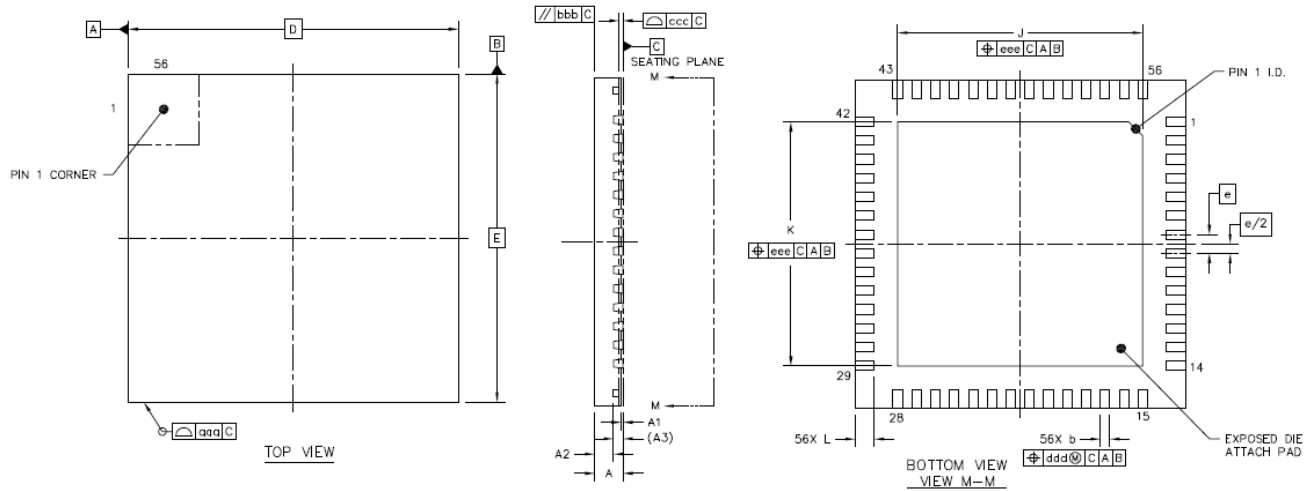 A
D
B
56
1
PIN 1 CORNER
E
⌓ aaa C
TOP VIEW
// bbb C
⌓ ccc C
C
SEATING PLANE
M
M
A1
(A3)
A2
A
J
⌖ eee C A B
43
56
PIN 1 I.D.
42
1
e
e/2
K
⌖ eee C A B
29
14
28
15
56X L
56X b
⌖ ddd Ⓜ C A B
EXPOSED DIE
ATTACH PAD
BOTTOM VIEW
VIEW M-M